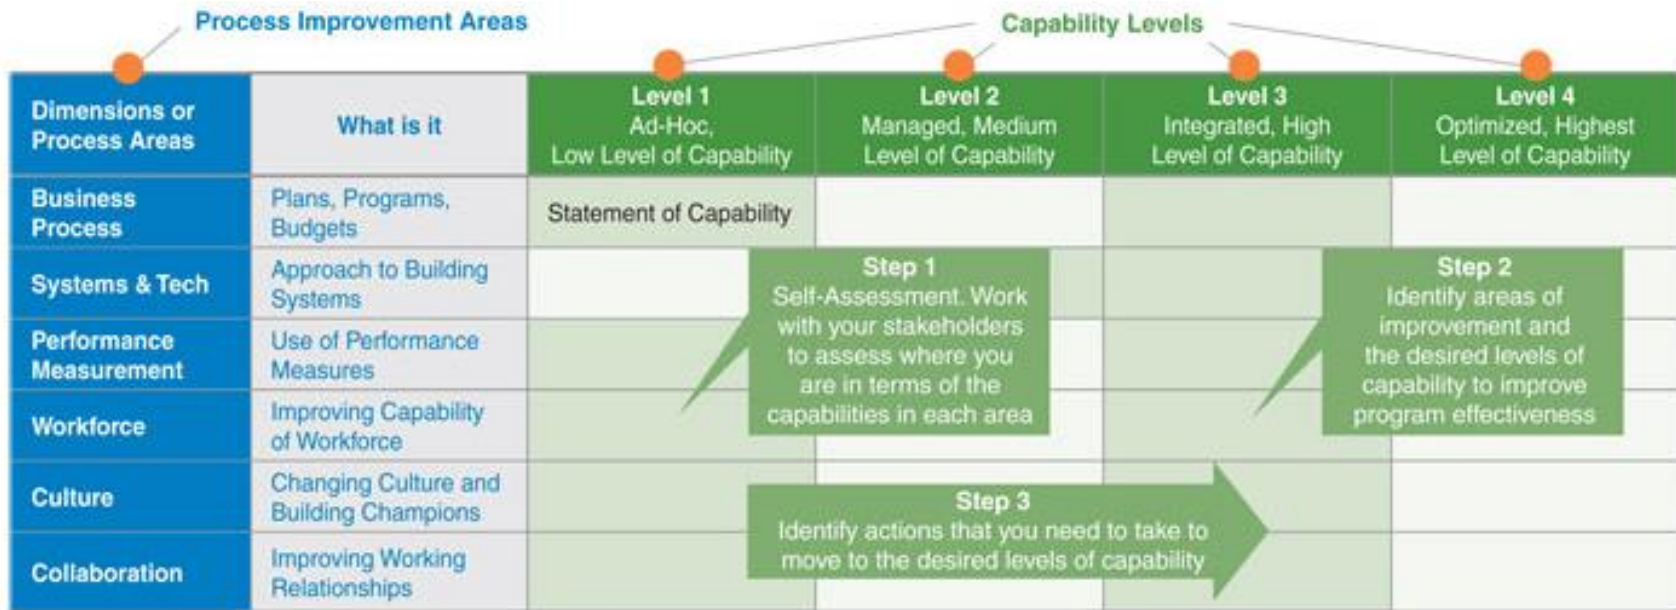 Process Improvement Areas
Capability Levels
Dimensions or
Process Areas
What is it
Level 1
Ad-Hoc,
Low Level of Capability
Level 2
Managed, Medium
Level of Capability
Level 3
Integrated, High
Level of Capability
Level 4
Optimized, Highest
Level of Capability
Business
Process
Plans, Programs,
Budgets
Statement of Capability
Systems & Tech
Approach to Building
Systems
Performance
Measurement
Use of Performance
Measures
Workforce
Improving Capability
of Workforce
Culture
Changing Culture and
Building Champions
Collaboration
Improving Working
Relationships
Step 1
Self-Assessment. Work
with your stakeholders
to assess where you
are in terms of the
capabilities in each area
Step 2
Identify areas of
improvement and
the desired levels of
capability to improve
program effectiveness
Step 3
Identify actions that you need to take to
move to the desired levels of capability